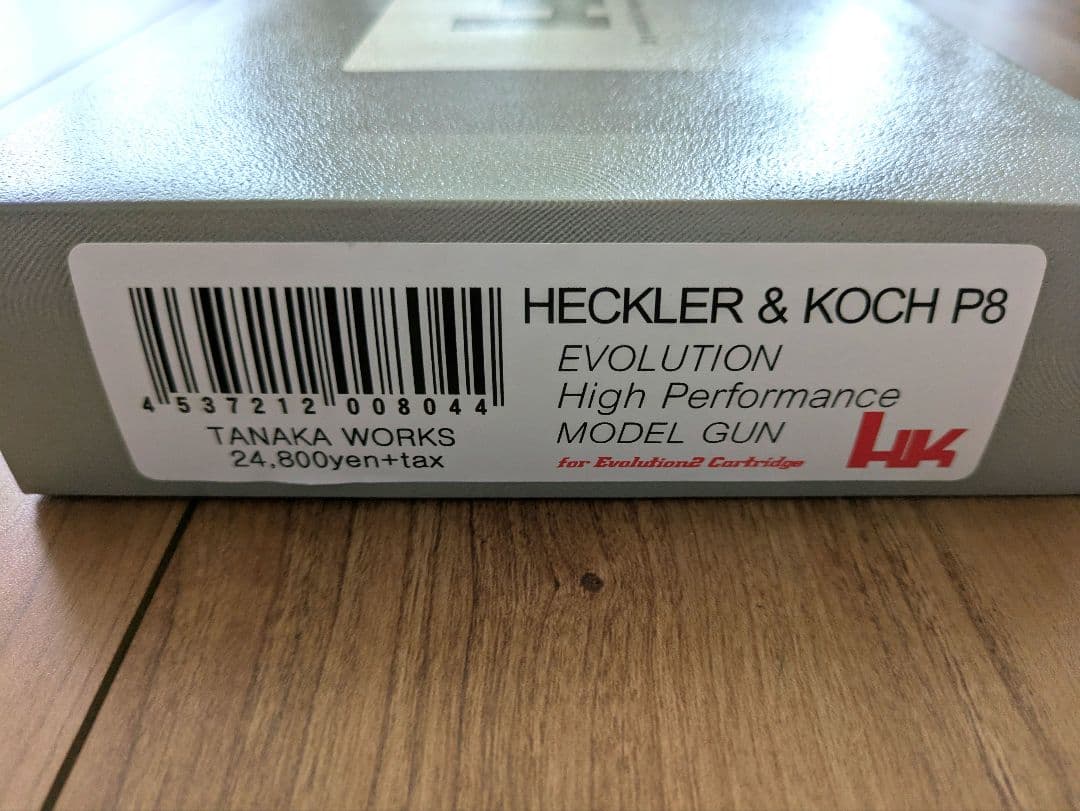 HECKLER & KOCH P8
EVOLUTION
High Performance
MODEL GUN
for Evolution2 Cartridge
HK
4 537212 008044
TANAKA WORKS
24,800yen+tax